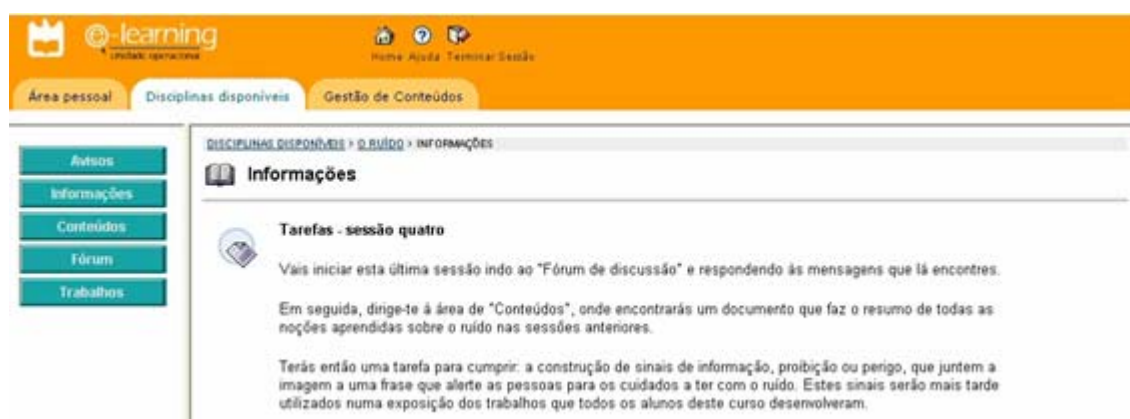 e-learning
unidade operacional
Home Ajuda Terminar Sessão
Área pessoal Disciplinas disponíveis Gestão de Conteúdos
Avisos
Informações
Conteúdos
Fórum
Trabalhos
DISCIPLINAS DISPONÍVEIS > O RUÍDO > INFORMAÇÕES
Informações
Tarefas - sessão quatro
Vais iniciar esta última sessão indo ao "Fórum de discussão" e respondendo às mensagens que lá encontres.
Em seguida, dirige-te à área de "Conteúdos", onde encontrarás um documento que faz o resumo de todas as
noções aprendidas sobre o ruído nas sessões anteriores.
Terás então uma tarefa para cumprir: a construção de sinais de informação, proibição ou perigo, que juntem a
imagem a uma frase que alerte as pessoas para os cuidados a ter com o ruído. Estes sinais serão mais tarde
utilizados numa exposição dos trabalhos que todos os alunos deste curso desenvolveram.